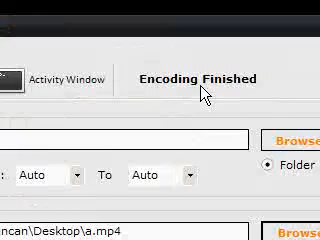 Activity Window Encoding Finished
Browse
: Auto To Auto Folder
ncan\Desktop\a.mp4 Browse